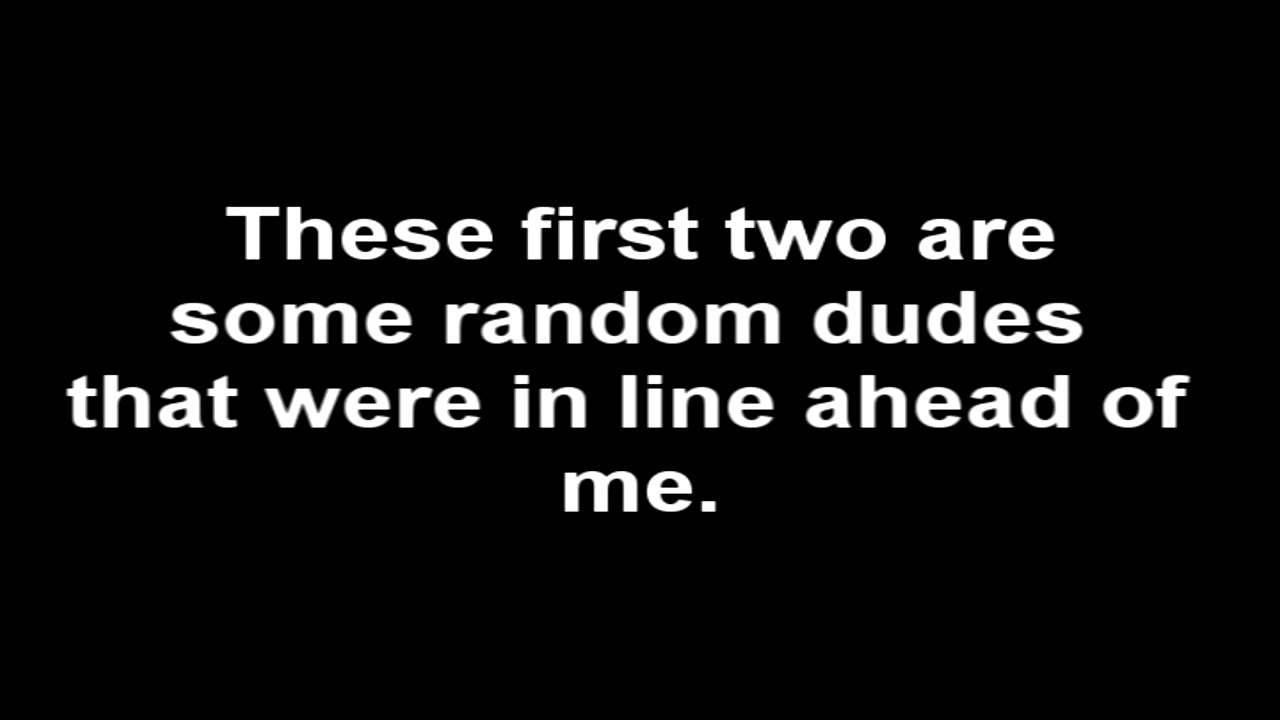 These first two are
some random dudes
that were in line ahead of
me.